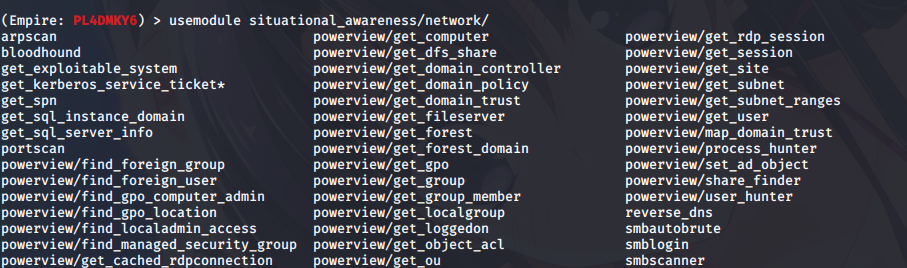 (Empire: PL4DMKY6) > usemodule situational_awareness/network/
arpscan powerview/get_computer powerview/get_rdp_session
bloodhound powerview/get_dfs_share powerview/get_session
get_exploitable_system powerview/get_domain_controller powerview/get_site
get_kerberos_service_ticket* powerview/get_domain_policy powerview/get_subnet
get_spn powerview/get_domain_trust powerview/get_subnet_ranges
get_sql_instance_domain powerview/get_fileserver powerview/get_user
get_sql_server_info powerview/get_forest powerview/map_domain_trust
portscan powerview/get_forest_domain powerview/process_hunter
powerview/find_foreign_group powerview/get_gpo powerview/set_ad_object
powerview/find_foreign_user powerview/get_group powerview/share_finder
powerview/find_gpo_computer_admin powerview/get_group_member powerview/user_hunter
powerview/find_gpo_location powerview/get_localgroup reverse_dns
powerview/find_localadmin_access powerview/get_loggedon smbautobrute
powerview/find_managed_security_group powerview/get_object_acl smblogin
powerview/get_cached_rdpconnection powerview/get_ou smbscanner